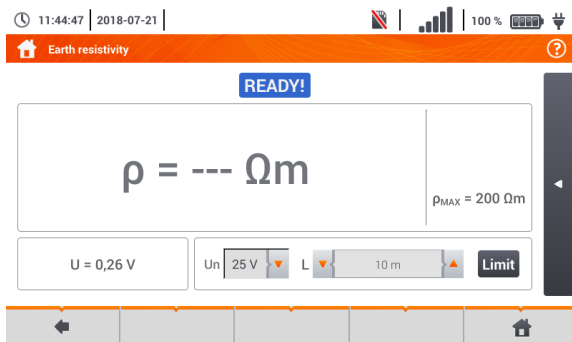 11:44:47 2018-07-21 100 %
Earth resistivity ?
READY!
ρ = --- Ωm
ρMAX = 200 Ωm
U = 0,26 V Un 25 V L 10 m Limit